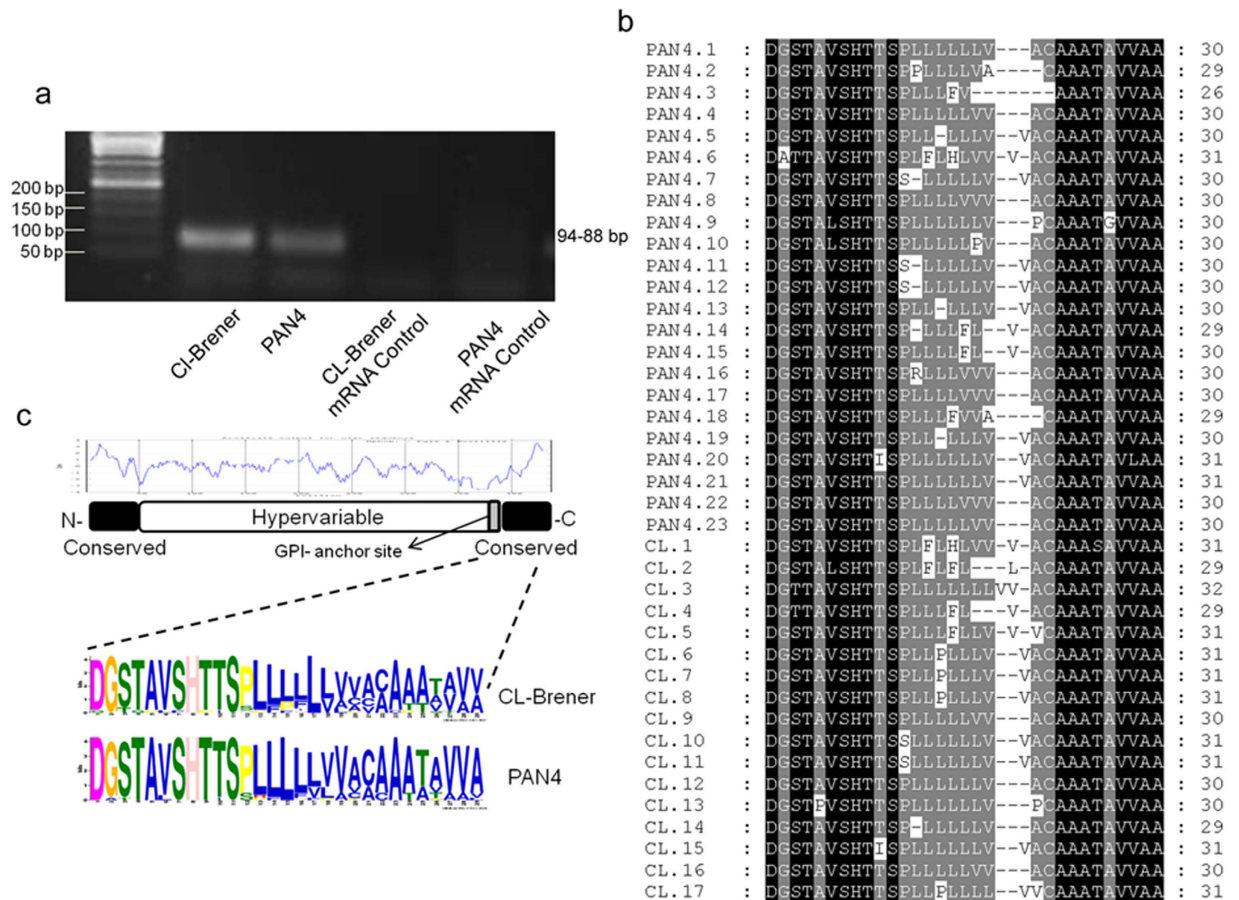 a
200 bp
150 bp
100 bp
50 bp
94-88 bp
Cl-Brener
PAN4
CL-Brener
mRNA Control
PAN4
mRNA Control
b
PAN4.1 : DGSTAVSHTTSPLLLLLLV---ACAAATAVVAA : 30
PAN4.2 : DGSTAVSHTTSPPLLLLVA----CAAATAVVAA : 29
PAN4.3 : DGSTAVSHTTSPLLLFV-------AAATAVVAA : 26
PAN4.4 : DGSTAVSHTTSPLLLLLVV---ACAAATAVVAA : 30
PAN4.5 : DGSTAVSHTTSPLL-LLLV--VACAAATAVVAA : 30
PAN4.6 : DATTAVSHTTSPLFLHLVV-V-ACAAATAVVAA : 31
PAN4.7 : DGSTAVSHTTSS-LLLLLV--VACAAATAVVAA : 30
PAN4.8 : DGSTAVSHTTSPLLLLVVV---ACAAATAVVAA : 30
PAN4.9 : DGSTAVSHTTSPLLLLLLV---PCAAATGVVAA : 30
PAN4.10 : DGSTALSHTTSPLLLLLPV---ACAAATAVVAA : 30
PAN4.11 : DGSTAVSHTTSS-LLLLLV--VACAAATAVVAA : 30
PAN4.12 : DGSTAVSHTTSS-LLLLLV--VACAAATAVVAA : 30
PAN4.13 : DGSTAVSHTTSPLL-LLLV--VACAAATAVVAA : 30
PAN4.14 : DGSTAVSHTTSP-LLLFL--V-ACAAATAVVAA : 29
PAN4.15 : DGSTAVSHTTSPLLLLFL--V-ACAAATAVVAA : 30
PAN4.16 : DGSTAVSHTTSPRLLLVVV---ACAAATAVVAA : 30
PAN4.17 : DGSTAVSHTTSPLLLLVVV---ACAAATAVVAA : 30
PAN4.18 : DGSTAVSHTTSPLLLFVVA----CAAATAVVAA : 29
PAN4.19 : DGSTAVSHTTSPLL-LLLV--VACAAATAVVAA : 30
PAN4.20 : DGSTAVSHTISPLLLLLLV--VACAAATAVLAA : 31
PAN4.21 : DGSTAVSHTTSPLLLLLLV--VACAAATAVVAA : 31
PAN4.22 : DGSTAVSHTTSPLLLLVVV---ACAAATAVVAA : 30
PAN4.23 : DGSTAVSHTTSPLLLLLVV---ACAAATAVVAA : 30
CL.1 : DGSTAVSHTTSPLFLHLVV-V-ACAAASAVVAA : 31
CL.2 : DGSTALSHTTSPLFLFL---L-ACAAATAVVAA : 29
CL.3 : DGTTAVSHTTSPLLLLLLLVV-ACAAATAVVAA : 32
CL.4 : DGTTAVSHTTSPLLLFL---V-ACAAATAVVAA : 29
CL.5 : DGSTAVSHTTSPLLLFLLV-V-VCAAATAVVAA : 31
CL.6 : DGSTAVSHTTSPLLPLLLV--VACAAATAVVAA : 31
CL.7 : DGSTAVSHTTSPLLPLLLV--VACAAATAVVAA : 31
CL.8 : DGSTAVSHTTSPLLPLLLV--VACAAATAVVAA : 31
CL.9 : DGSTAVSHTTSPLLLLLVV---ACAAATAVVAA : 30
CL.10 : DGSTAVSHTTSSLLLLLLV--VACAAATAVVAA : 31
CL.11 : DGSTAVSHTTSSLLLLLLV--VACAAATAVVAA : 31
CL.12 : DGSTAVSHTTSPLLLLLLV---ACAAATAVVAA : 30
CL.13 : DGSTPVSHTTSPLLLLLLV---PCAAATAVVAA : 30
CL.14 : DGSTAVSHTTSP-LLLLLV---ACAAATAVVAA : 29
CL.15 : DGSTAVSHTISPLLLLLLV--VACAAATAVVAA : 31
CL.16 : DGSTAVSHTTSPLLLLLVV---ACAAATAVVAA : 30
CL.17 : DGSTAVSHTTSPLLPLLLL--VVCAAATAVVAA : 31
c
N-
Hypervariable
-C
Conserved
GPI- anchor site
Conserved
DGSTAVSHTTSPLLLLLLVVACAAATAVV
CL-Brener
DGSTAVSHTTSPLLLLLVVACAAATAVVA
PAN4